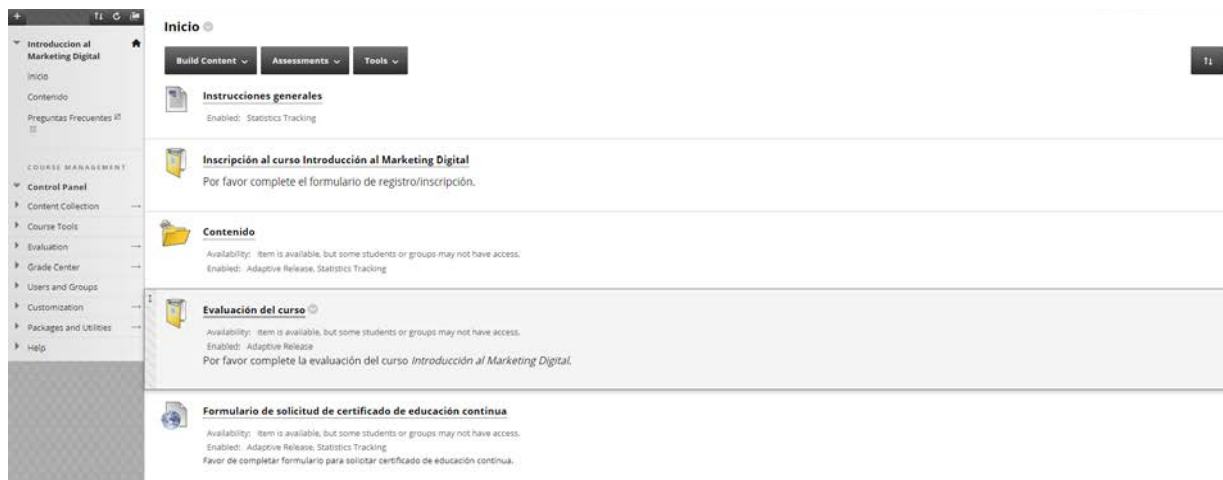 Introduccion al
Marketing Digital
Inicio
Contenido
Preguntas Frecuentes
COURSE MANAGEMENT
Control Panel
Content Collection
Course Tools
Evaluation
Grade Center
Users and Groups
Customization
Packages and Utilities
Help
Inicio
Build Content
Assessments
Tools
Instrucciones generales
Enabled: Statistics Tracking
Inscripción al curso Introducción al Marketing Digital
Por favor complete el formulario de registro/inscripción.
Contenido
Availability: Item is available, but some students or groups may not have access.
Enabled: Adaptive Release, Statistics Tracking
Evaluación del curso
Availability: Item is available, but some students or groups may not have access.
Enabled: Adaptive Release
Por favor complete la evaluación del curso Introducción al Marketing Digital.
Formulario de solicitud de certificado de educación continua
Availability: Item is available, but some students or groups may not have access.
Enabled: Adaptive Release, Statistics Tracking
Favor de completar formulario para solicitar certificado de educación continua.